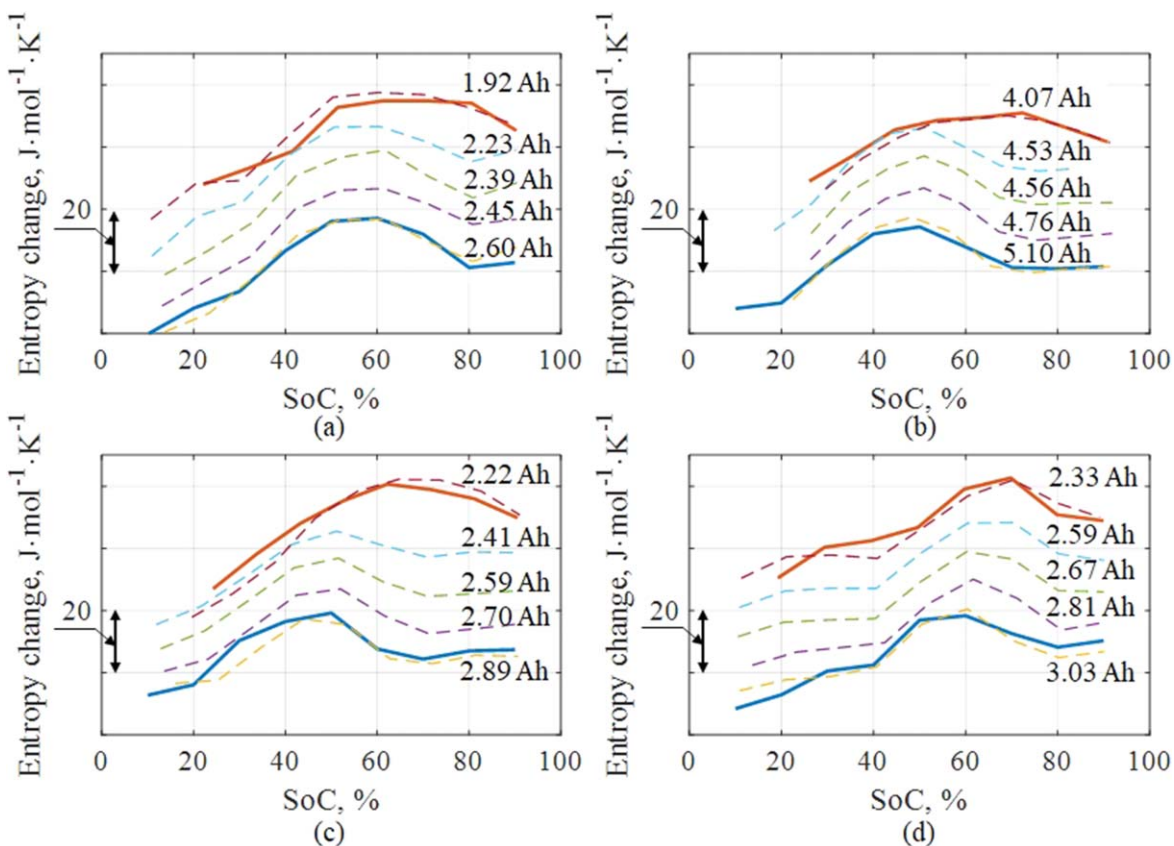 Entropy change, J·mol⁻¹·K⁻¹
20
1.92 Ah
2.23 Ah
2.39 Ah
2.45 Ah
2.60 Ah
0 20 40 60 80 100
SoC, %
(a)
Entropy change, J·mol⁻¹·K⁻¹
20
4.07 Ah
4.53 Ah
4.56 Ah
4.76 Ah
5.10 Ah
0 20 40 60 80 100
SoC, %
(b)
Entropy change, J·mol⁻¹·K⁻¹
20
2.22 Ah
2.41 Ah
2.59 Ah
2.70 Ah
2.89 Ah
0 20 40 60 80 100
SoC, %
(c)
Entropy change, J·mol⁻¹·K⁻¹
20
2.33 Ah
2.59 Ah
2.67 Ah
2.81 Ah
3.03 Ah
0 20 40 60 80 100
SoC, %
(d)